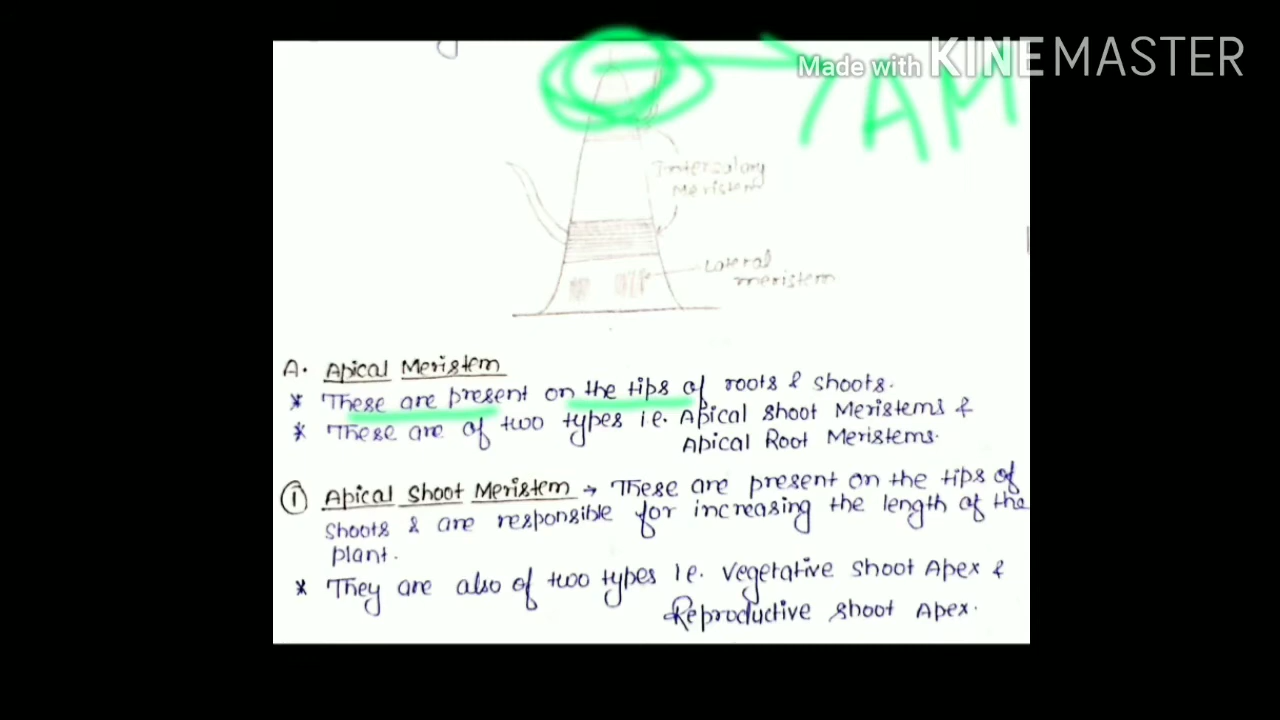 Made with KINEMASTER
AM
Intercalary
Meristem
Lateral
meristem
A. Apical Meristem
* These are present on the tips of roots & shoots.
* These are of two types i.e. Apical shoot Meristems &
Apical Root Meristems.
① Apical Shoot Meristem → These are present on the tips of
shoots & are responsible for increasing the length of the
plant.
* They are also of two types i.e. Vegetative shoot Apex &
Reproductive shoot Apex.